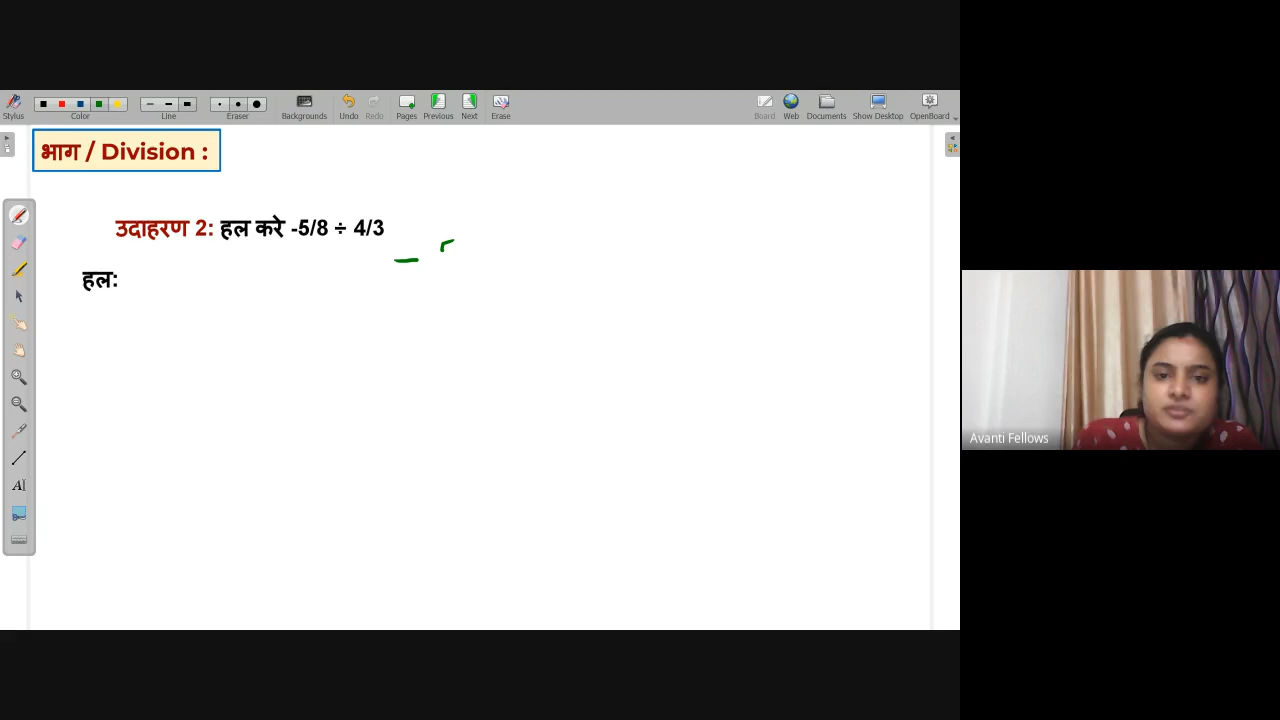 Stylus
Color
Line
Eraser
Backgrounds
Undo
Redo
Pages
Previous
Next
Erase
Board
Web
Documents
Show Desktop
OpenBoard
भाग / Division :
उदाहरण 2: हल करे -5/8 ÷ 4/3
हल:
Avanti Fellows